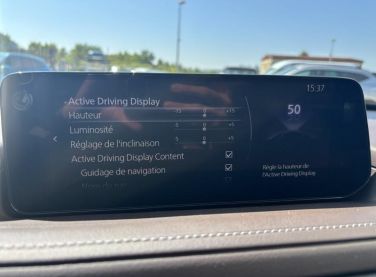 15:37
Active Driving Display
Hauteur
Luminosité
Réglage de l'inclinaison
Active Driving Display Content
Guidage de navigation
50
Règle la hauteur de
l'Active Driving Display